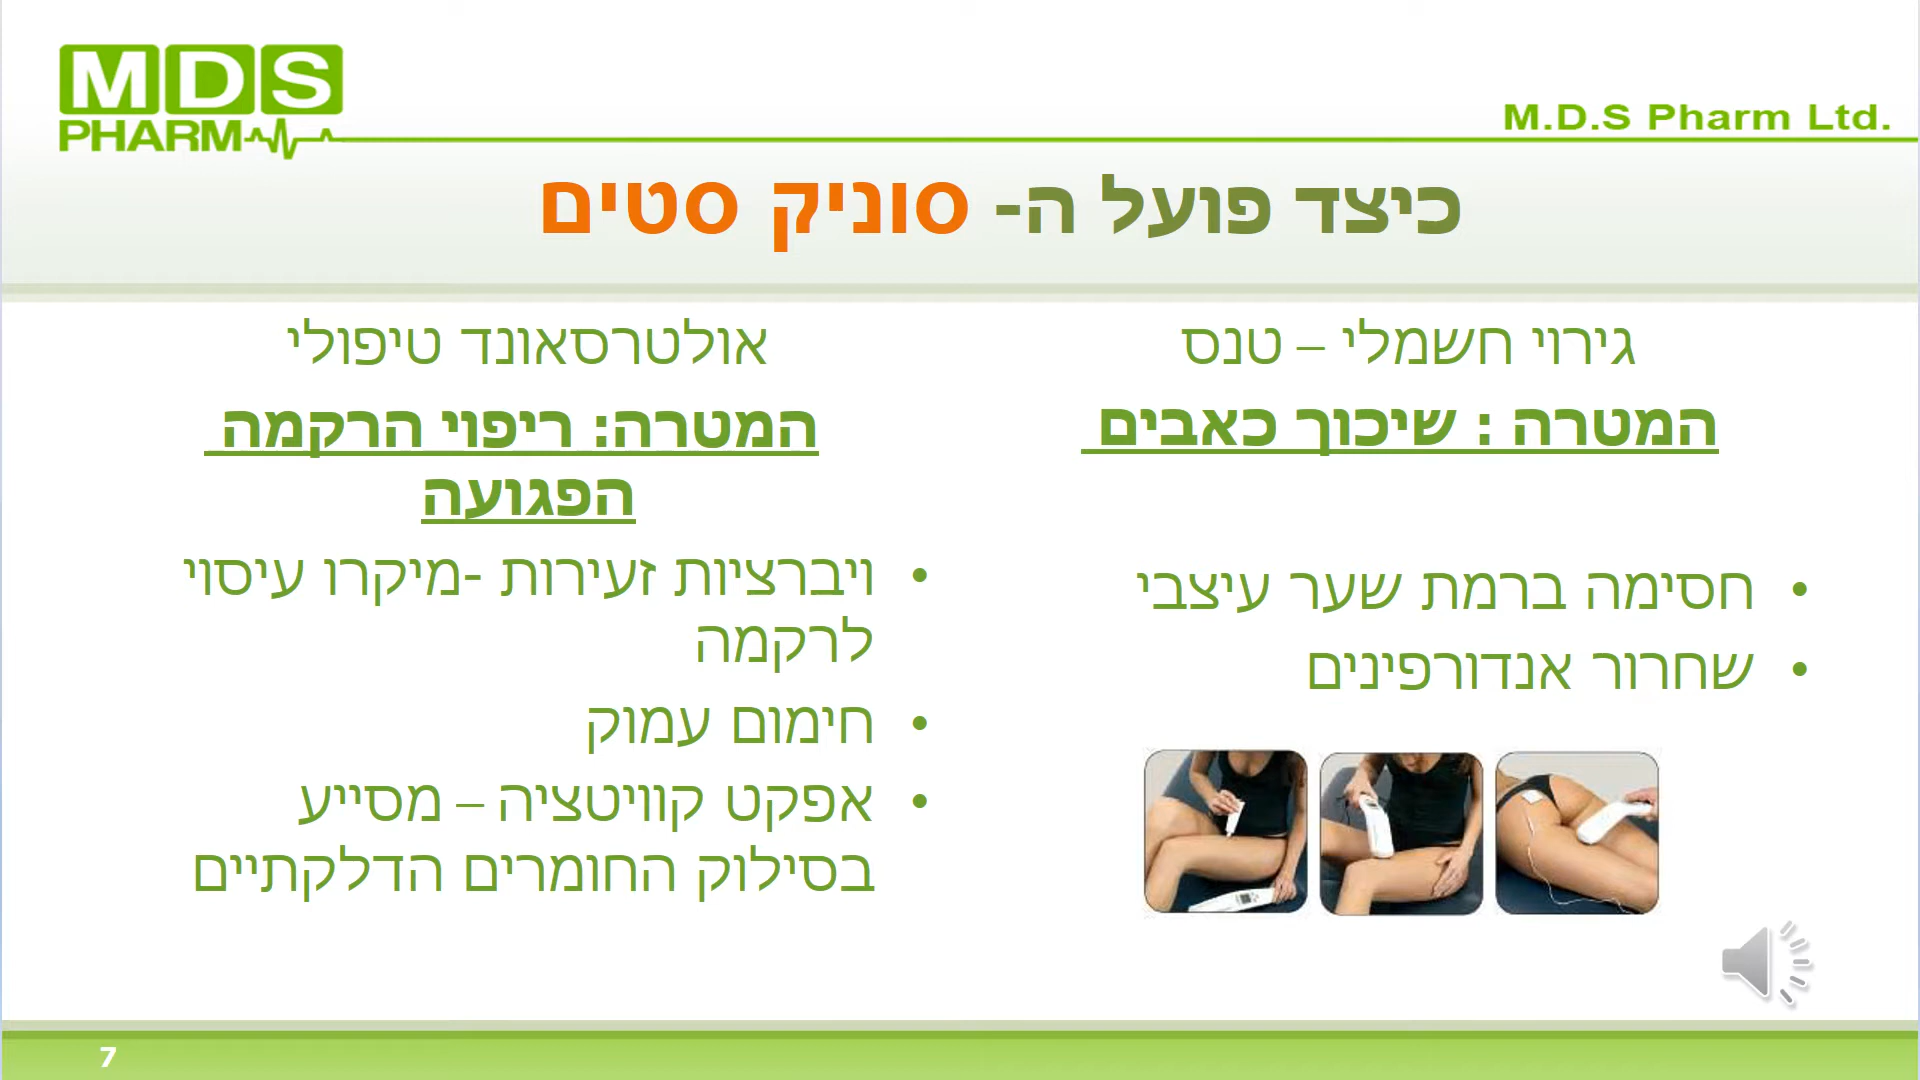 MDS
PHARM
M.D.S Pharm Ltd.
כיצד פועל ה- סוניק סטים
גירוי חשמלי – טנס
המטרה : שיכוך כאבים
• חסימה ברמת שער עיצבי
• שחרור אנדורפינים
אולטרסאונד טיפולי
המטרה: ריפוי הרקמה
הפגועה
• ויברציות זעירות -מיקרו עיסוי
לרקמה
• חימום עמוק
• אפקט קוויטציה – מסייע
בסילוק החומרים הדלקתיים
7